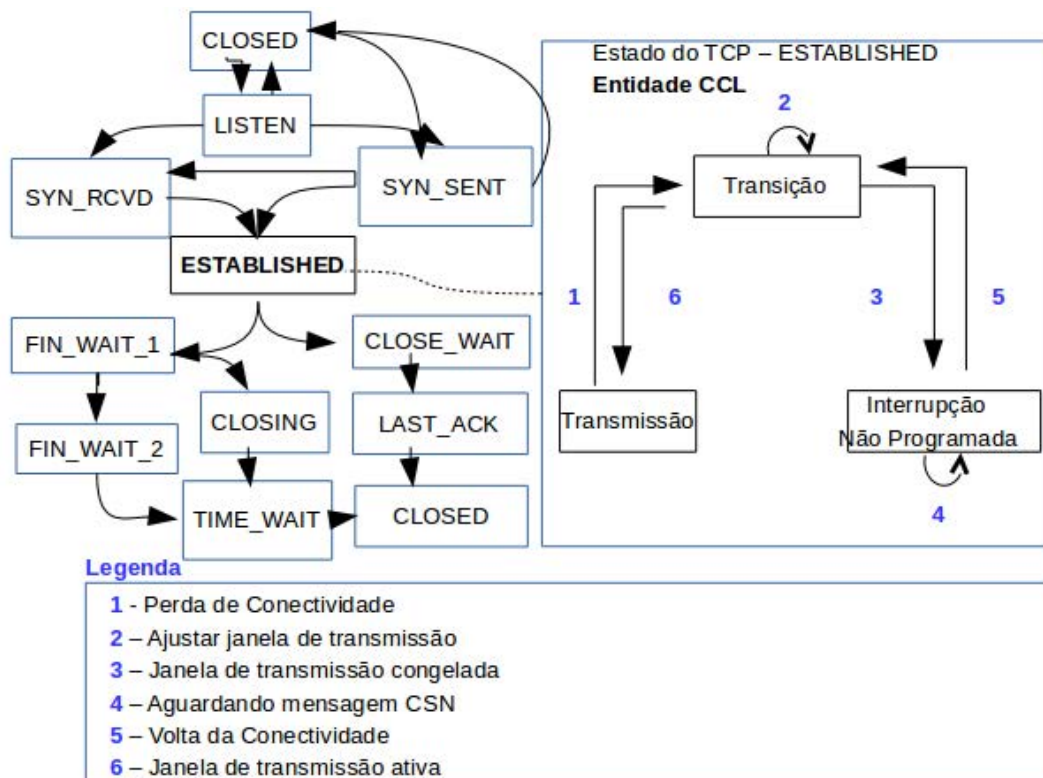 CLOSED
LISTEN
SYN_RCVD
SYN_SENT
ESTABLISHED
FIN_WAIT_1
CLOSE_WAIT
CLOSING
LAST_ACK
FIN_WAIT_2
TIME_WAIT
CLOSED
Estado do TCP – ESTABLISHED
Entidade CCL
2
Transição
1
6
3
5
Transmissão
Interrupção
Não Programada
4
Legenda
1 - Perda de Conectividade
2 – Ajustar janela de transmissão
3 – Janela de transmissão congelada
4 – Aguardando mensagem CSN
5 – Volta da Conectividade
6 – Janela de transmissão ativa